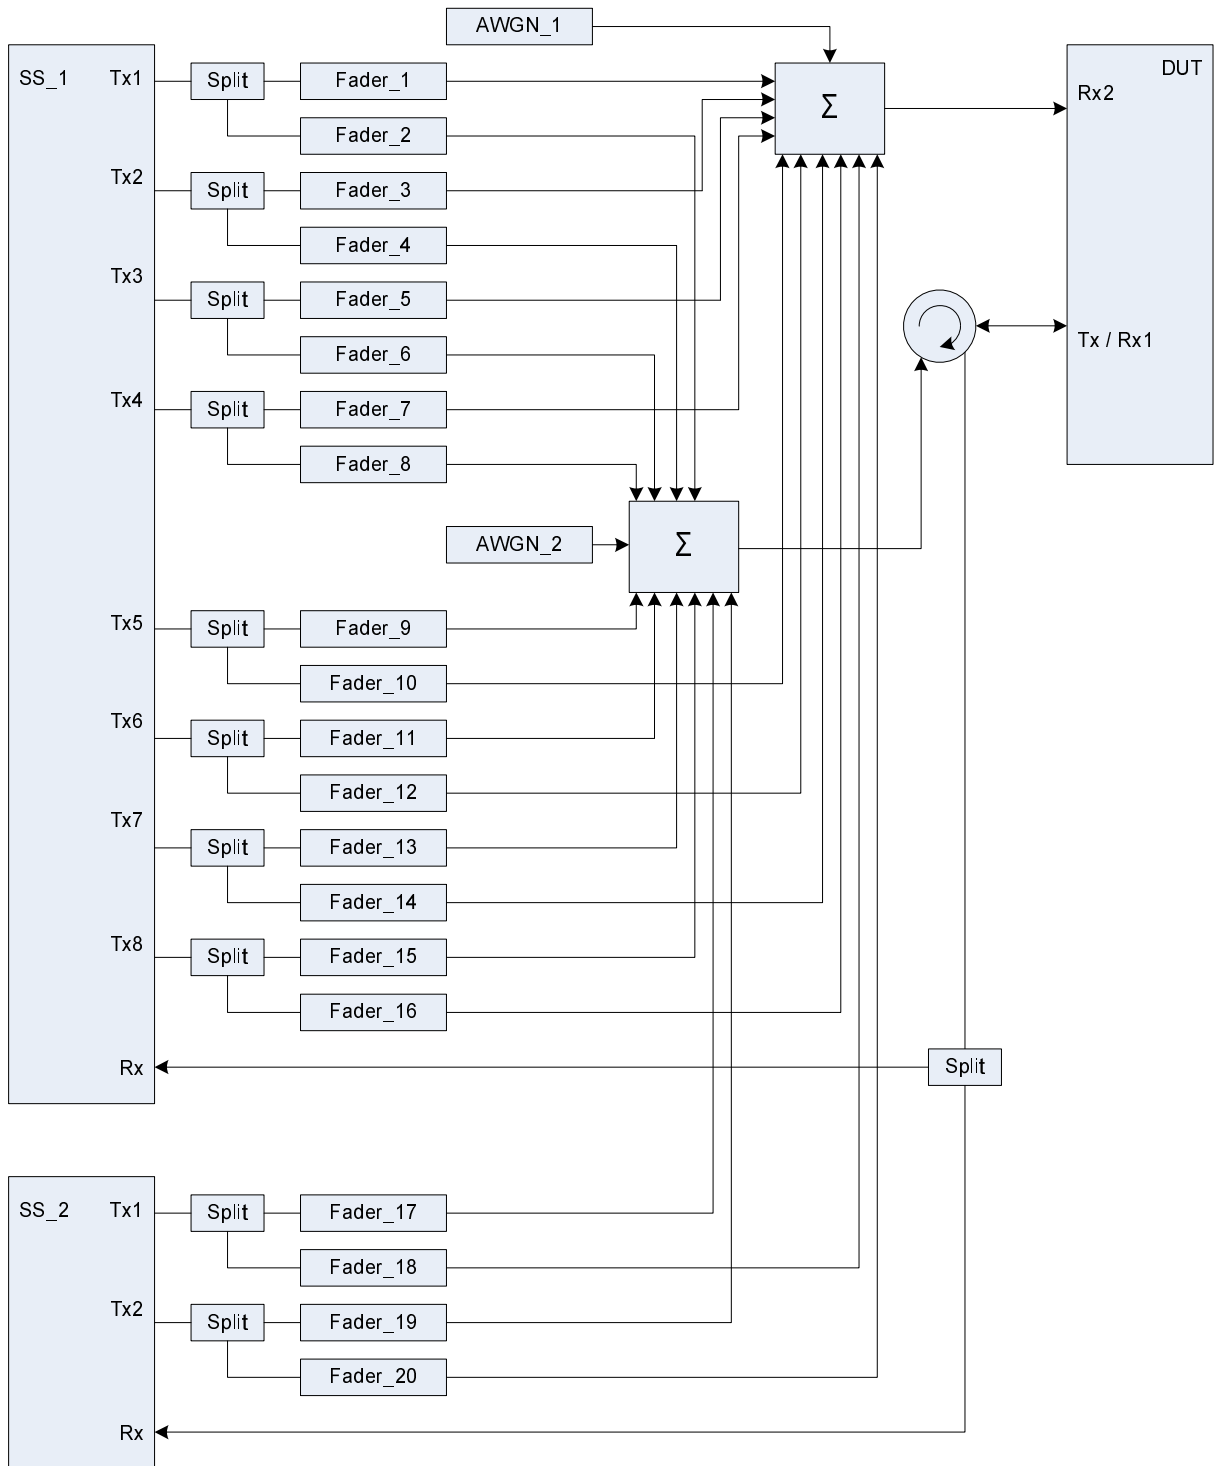 AWGN_1
SS_1
Tx1
Split
Fader_1
Σ
DUT
Rx2
Fader_2
Tx2
Split
Fader_3
Fader_4
Tx3
Split
Fader_5
Fader_6
Tx / Rx1
Tx4
Split
Fader_7
Fader_8
AWGN_2
Σ
Tx5
Split
Fader_9
Fader_10
Tx6
Split
Fader_11
Fader_12
Tx7
Split
Fader_13
Fader_14
Tx8
Split
Fader_15
Fader_16
Rx
Split
SS_2
Tx1
Split
Fader_17
Fader_18
Tx2
Split
Fader_19
Fader_20
Rx